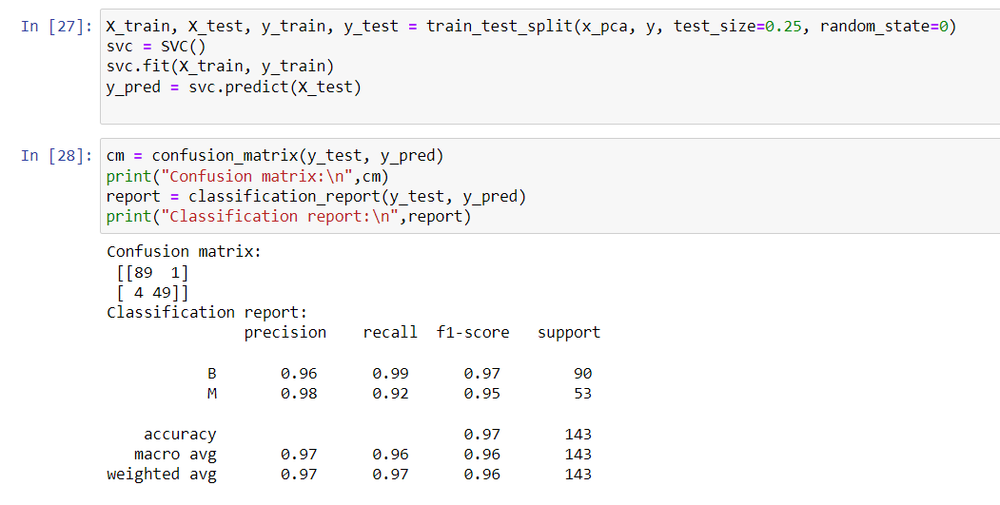 In [27]: X_train, X_test, y_train, y_test = train_test_split(x_pca, y, test_size=0.25, random_state=0)
svc = SVC()
svc.fit(X_train, y_train)
y_pred = svc.predict(X_test)
In [28]: cm = confusion_matrix(y_test, y_pred)
print("Confusion matrix:\n",cm)
report = classification_report(y_test, y_pred)
print("Classification report:\n",report)
Confusion matrix:
[[89  1]
[ 4 49]]
Classification report:
precision    recall  f1-score   support
B       0.96      0.99      0.97        90
M       0.98      0.92      0.95        53
accuracy                           0.97       143
macro avg       0.97      0.96      0.96       143
weighted avg       0.97      0.97      0.96       143